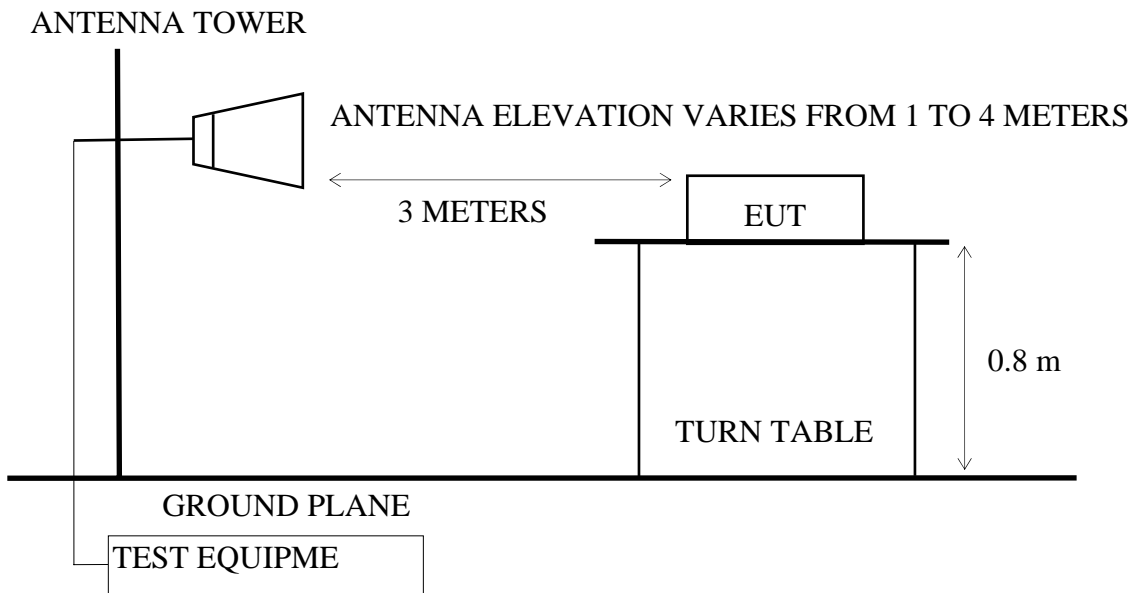 ANTENNA TOWER
ANTENNA ELEVATION VARIES FROM 1 TO 4 METERS
3 METERS
EUT
0.8 m
TURN TABLE
GROUND PLANE
TEST EQUIPME